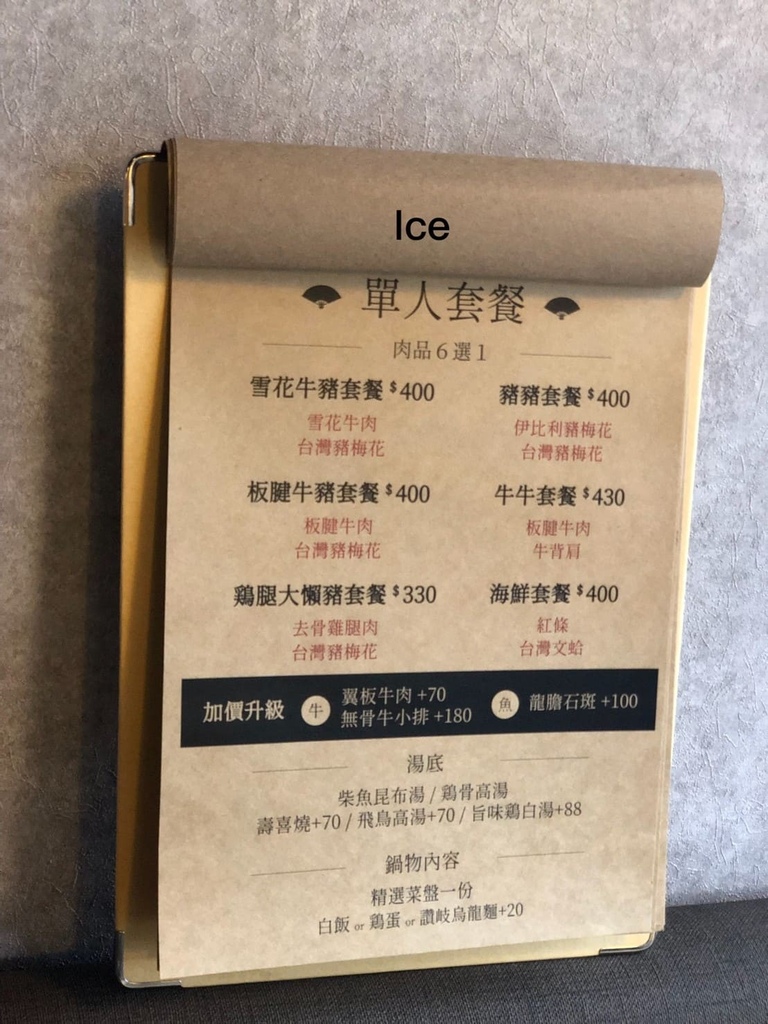 Ice
單人套餐
肉品6選1
雪花牛豬套餐 $400
雪花牛肉
台灣豬梅花
豬豬套餐 $400
伊比利豬梅花
台灣豬梅花
板腱牛豬套餐 $400
板腱牛肉
台灣豬梅花
牛牛套餐 $430
板腱牛肉
牛背肩
鶏腿大懶豬套餐 $330
去骨雞腿肉
台灣豬梅花
海鮮套餐 $400
紅條
台灣文蛤
加價升級
牛
翼板牛肉 +70
無骨牛小排 +180
魚
龍膽石斑 +100
湯底
柴魚昆布湯 / 鶏骨高湯
壽喜燒+70 / 飛鳥高湯+70 / 旨味鶏白湯+88
鍋物內容
精選菜盤一份
白飯 or 鶏蛋 or 讚岐烏龍麵+20